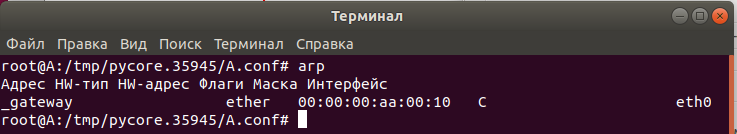 Терминал
Файл Правка Вид Поиск Терминал Справка
root@A:/tmp/pycore.35945/A.conf# arp
Адрес HW-тип HW-адрес Флаги Маска Интерфейс
_gateway ether 00:00:00:aa:00:10 C eth0
root@A:/tmp/pycore.35945/A.conf#